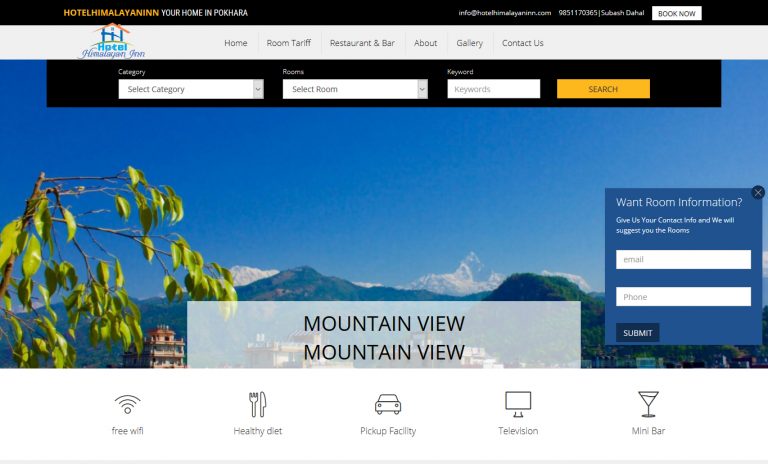 HOTELHIMALAYANINN YOUR HOME IN POKHARA
info@hotelhimalayaninn.com 9851170365|Subash Dahal BOOK NOW
Hotel
Himalayan Inn
Home Room Tariff Restaurant & Bar About Gallery Contact Us
Category Rooms Keyword
Select Category Select Room Keywords SEARCH
Want Room Information?
Give Us Your Contact Info and We will
suggest you the Rooms
email
Phone
SUBMIT
MOUNTAIN VIEW
MOUNTAIN VIEW
free wifi Healthy diet Pickup Facility Television Mini Bar